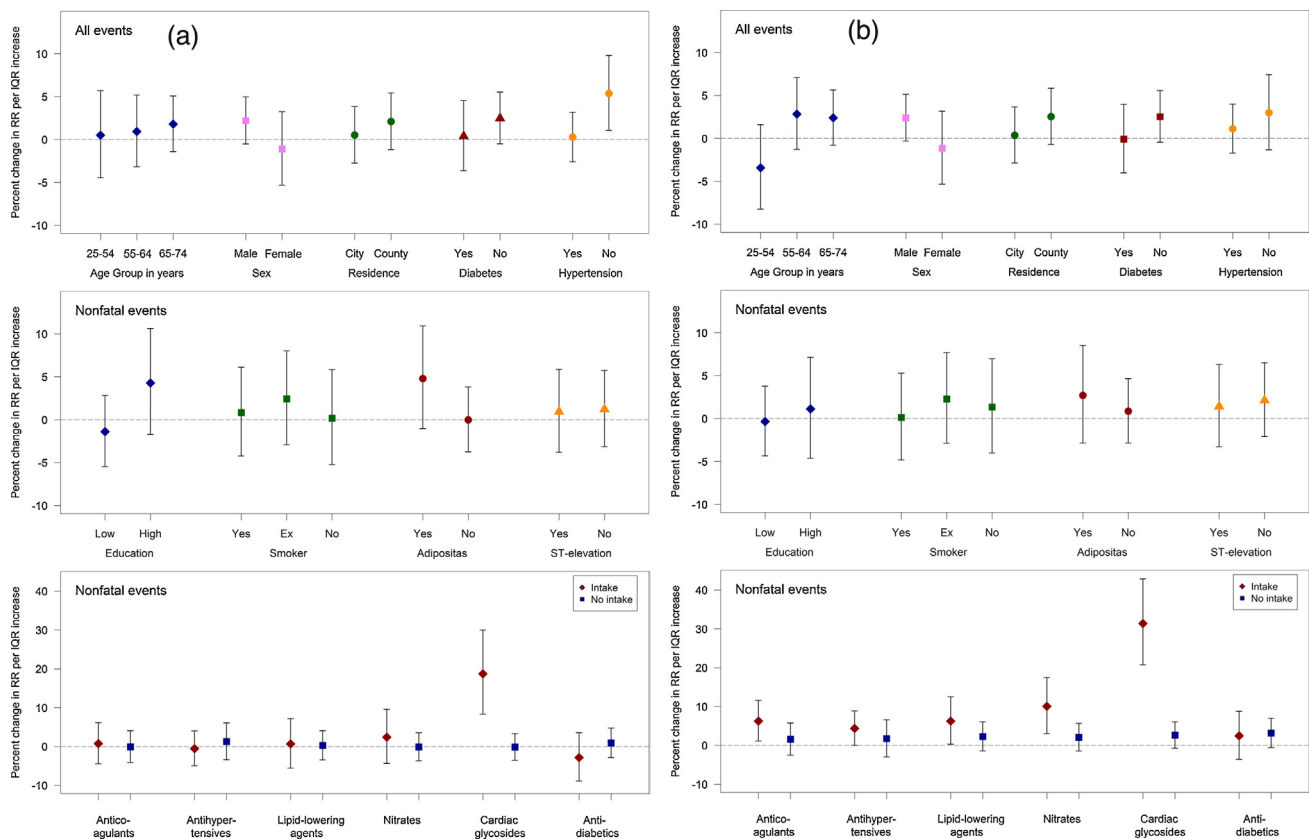 (a)
All events
Percent change in RR per IQR increase
10
5
0
-5
-10
25-54 55-64 65-74 Male Female City County Yes No Yes No
Age Group in years Sex Residence Diabetes Hypertension
Nonfatal events
Percent change in RR per IQR increase
10
5
0
-5
-10
Low High Yes Ex No Yes No Yes No
Education Smoker Adipositas ST-elevation
Nonfatal events
Intake
No intake
Percent change in RR per IQR increase
40
30
20
10
0
-10
Antico- Antihyper- Lipid-lowering Nitrates Cardiac Anti-
agulants tensives agents glycosides diabetics
(b)
All events
Percent change in RR per IQR increase
10
5
0
-5
-10
25-54 55-64 65-74 Male Female City County Yes No Yes No
Age Group in years Sex Residence Diabetes Hypertension
Nonfatal events
Percent change in RR per IQR increase
10
5
0
-5
-10
Low High Yes Ex No Yes No Yes No
Education Smoker Adipositas ST-elevation
Nonfatal events
Intake
No intake
Percent change in RR per IQR increase
40
30
20
10
0
-10
Antico- Antihyper- Lipid-lowering Nitrates Cardiac Anti-
agulants tensives agents glycosides diabetics